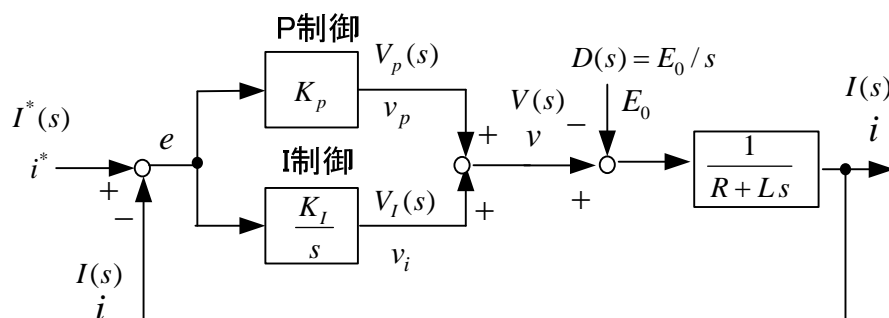 P制御
K_p
V_p(s)
v_p
D(s) = E_0/s
E_0
I^*(s)
i^*
e
+
−
I制御
K_I
s
V_I(s)
v_i
+
+
V(s)
v
−
+
1
R + Ls
I(s)
i
I(s)
i